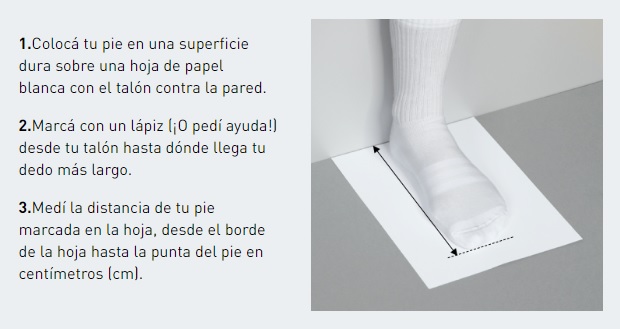 1.Colocá tu pie en una superficie
dura sobre una hoja de papel
blanca con el talón contra la pared.
2.Marcá con un lápiz (¡O pedí ayuda!)
desde tu talón hasta dónde llega tu
dedo más largo.
3.Medí la distancia de tu pie
marcada en la hoja, desde el borde
de la hoja hasta la punta del pie en
centímetros (cm).